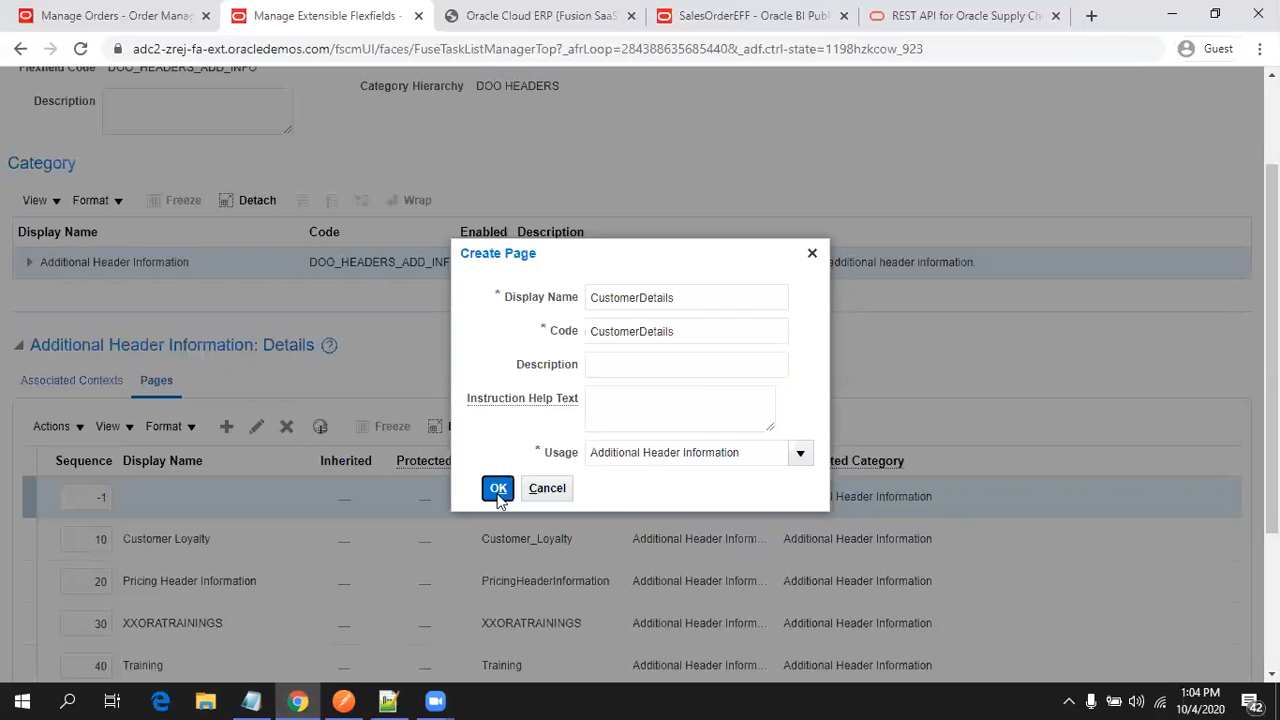 Manage Orders - Order Manag
Manage Extensible Flexfields -
Oracle Cloud ERP (Fusion SaaS
SalesOrderEFF - Oracle BI Publ
REST API for Oracle Supply Ch
adc2-zrej-fa-ext.oracledemos.com/fscmUI/faces/FuseTaskListManagerTop?_afrLoop=2843886356854400&_adf.ctrl-state=1198hzkcow_923
Guest
Flexfield Code DOO_HEADERS_ADD_INFO
Category Hierarchy DOO HEADERS
Description
Category
View Format Freeze Detach Wrap
Display Name Code Enabled Description
Additional Header Information DOO_HEADERS_ADD_INF additional header information.
Create Page
* Display Name CustomerDetails
* Code CustomerDetails
Description
Instruction Help Text
* Usage Additional Header Information
OK Cancel
Additional Header Information: Details
Associated Contexts Pages
Actions View Format Freeze
Sequence Display Name Inherited Protected ed Category
-1 — — er Information
10 Customer Loyalty — — Customer_Loyalty Additional Header Inform... Additional Header Information
20 Pricing Header Information — — PricingHeaderInformation Additional Header Inform... Additional Header Information
30 XXORATRAININGS — — XXORATRAININGS Additional Header Inform... Additional Header Information
40 Training — — Training Additional Header Inform... Additional Header Information
1:04 PM
10/4/2020
42